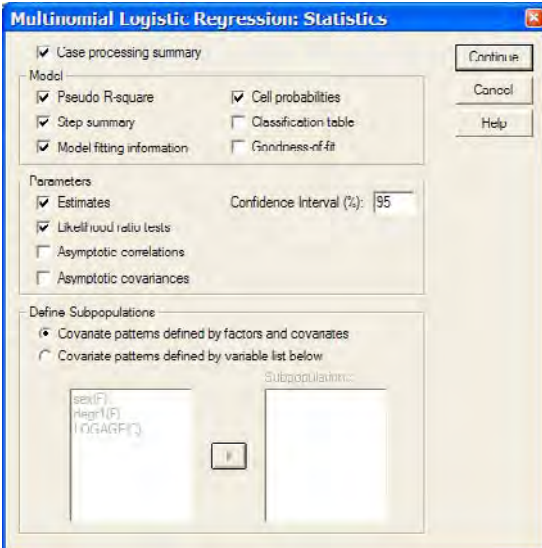 Multinomial Logistic Regression: Statistics
Case processing summary
Continue
Model
Cancel
Pseudo R-square
Cell probabilities
Step summary
Classification table
Help
Model fitting information
Goodness-of-fit
Parameters
Estimates
Confidence Interval (%): 95
Likelihood ratio tests
Asymptotic correlations
Asymptotic covariances
Define Subpopulations
Covariate patterns defined by factors and covariates
Covariate patterns defined by variable list below
Subpopulation:
sex(F)
degr1(F)
LOGAGE(C)